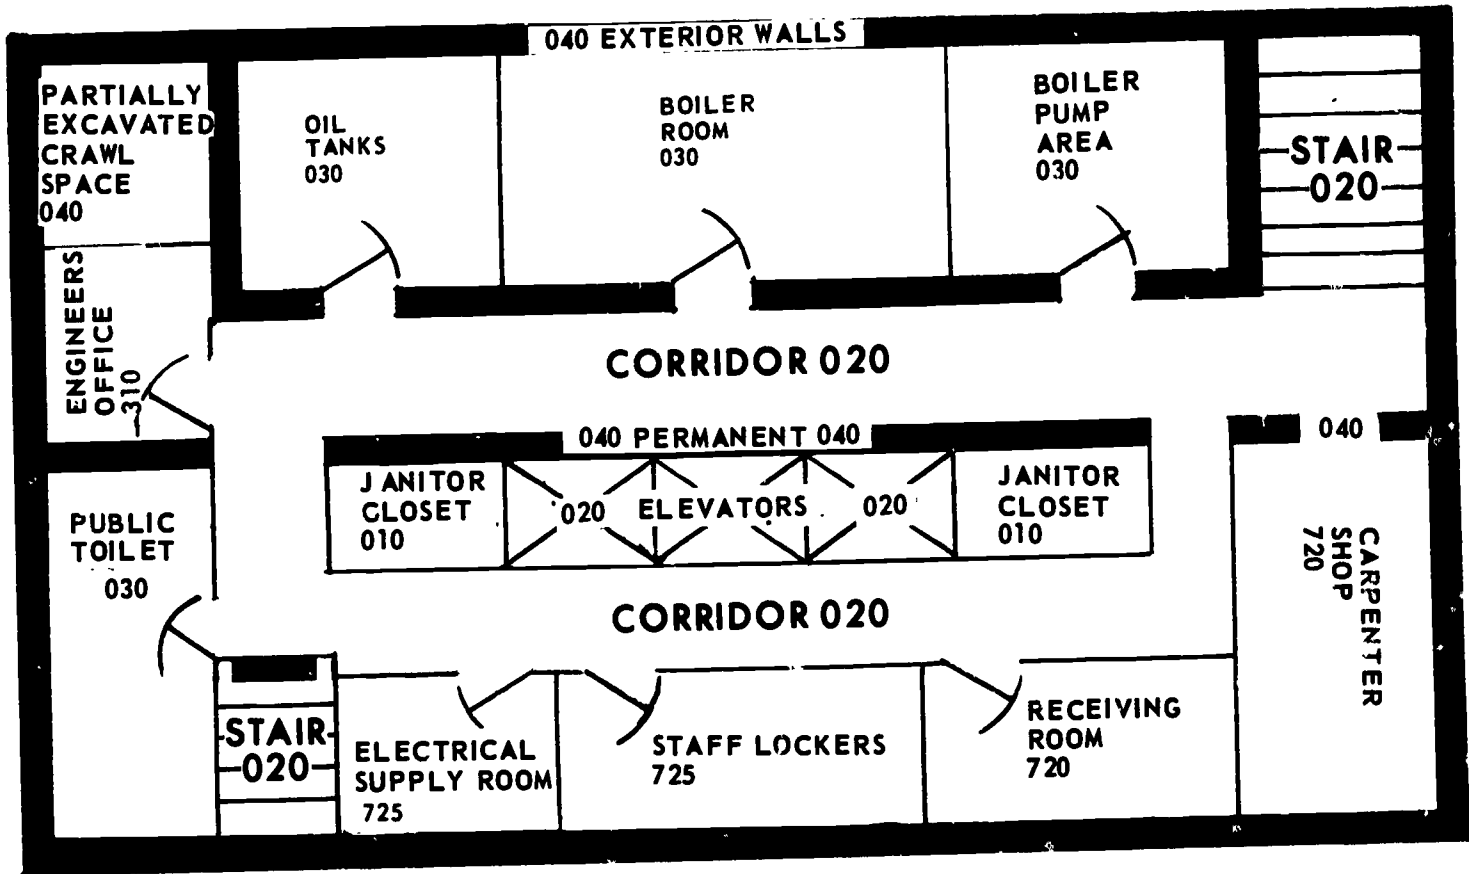 040 EXTERIOR WALLS
PARTIALLY
EXCAVATED
CRAWL
SPACE
040
OIL
TANKS
030
BOILER
ROOM
030
BOILER
PUMP
AREA
030
STAIR
020
ENGINEERS
OFFICE
310
CORRIDOR 020
040 PERMANENT 040
040
JANITOR
CLOSET
010
020 ELEVATORS 020
JANITOR
CLOSET
010
PUBLIC
TOILET
030
CARPENTER
SHOP
720
CORRIDOR 020
STAIR
020
ELECTRICAL
SUPPLY ROOM
725
STAFF LOCKERS
725
RECEIVING
ROOM
720